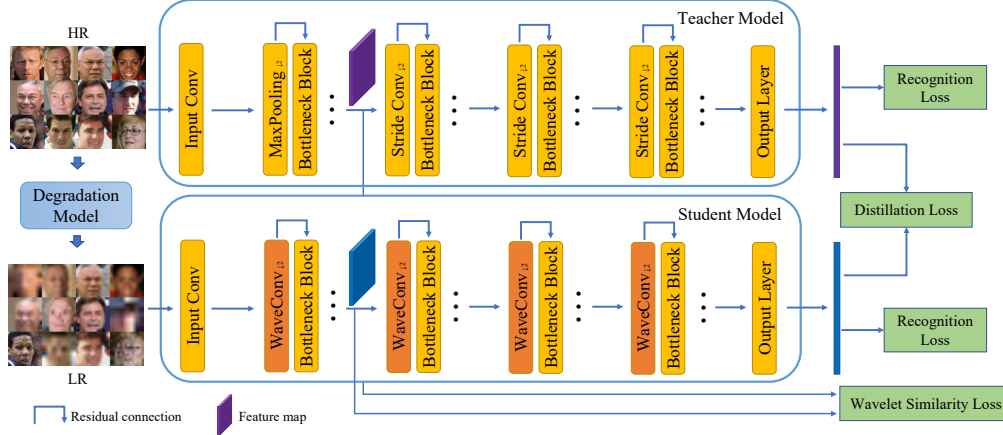 HR
Teacher Model
Input Conv
MaxPooling ↓2
Bottleneck Block
Stride Conv ↓2
Bottleneck Block
Stride Conv ↓2
Bottleneck Block
Stride Conv ↓2
Bottleneck Block
Output Layer
Recognition
Loss
Degradation
Model
Distillation Loss
Student Model
Input Conv
WaveConv ↓2
Bottleneck Block
WaveConv ↓2
Bottleneck Block
WaveConv ↓2
Bottleneck Block
WaveConv ↓2
Bottleneck Block
Output Layer
Recognition
Loss
LR
Wavelet Similarity Loss
Residual connection
Feature map